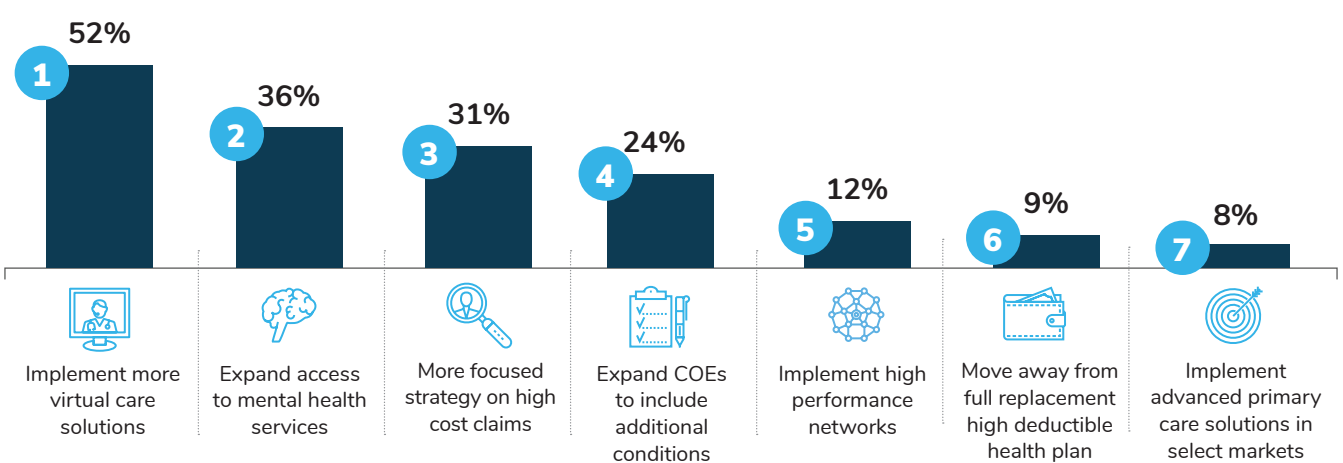 52%
1
36%
2
31%
3
24%
4
12%
5
9%
6
8%
7
Implement more
virtual care
solutions
Expand access
to mental health
services
More focused
strategy on high
cost claims
Expand COEs
to include
additional
conditions
Implement high
performance
networks
Move away from
full replacement
high deductible
health plan
Implement
advanced primary
care solutions in
select markets